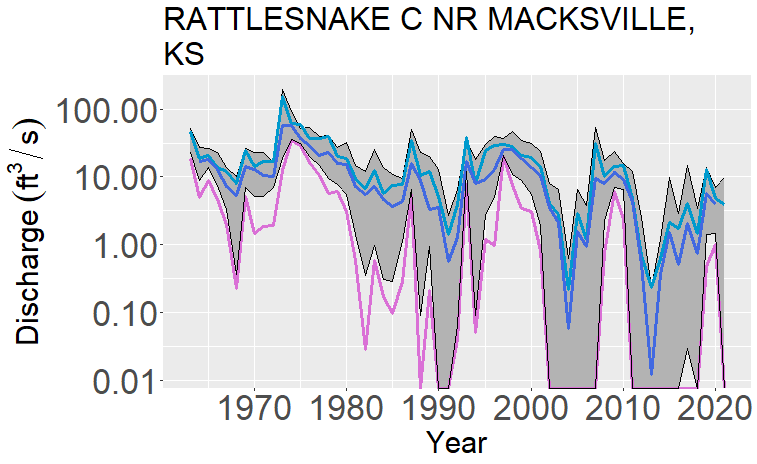 RATTLESNAKE C NR MACKSVILLE,
KS
Discharge (ft³/s)
100.00
10.00
1.00
0.10
0.01
1970 1980 1990 2000 2010 2020
Year